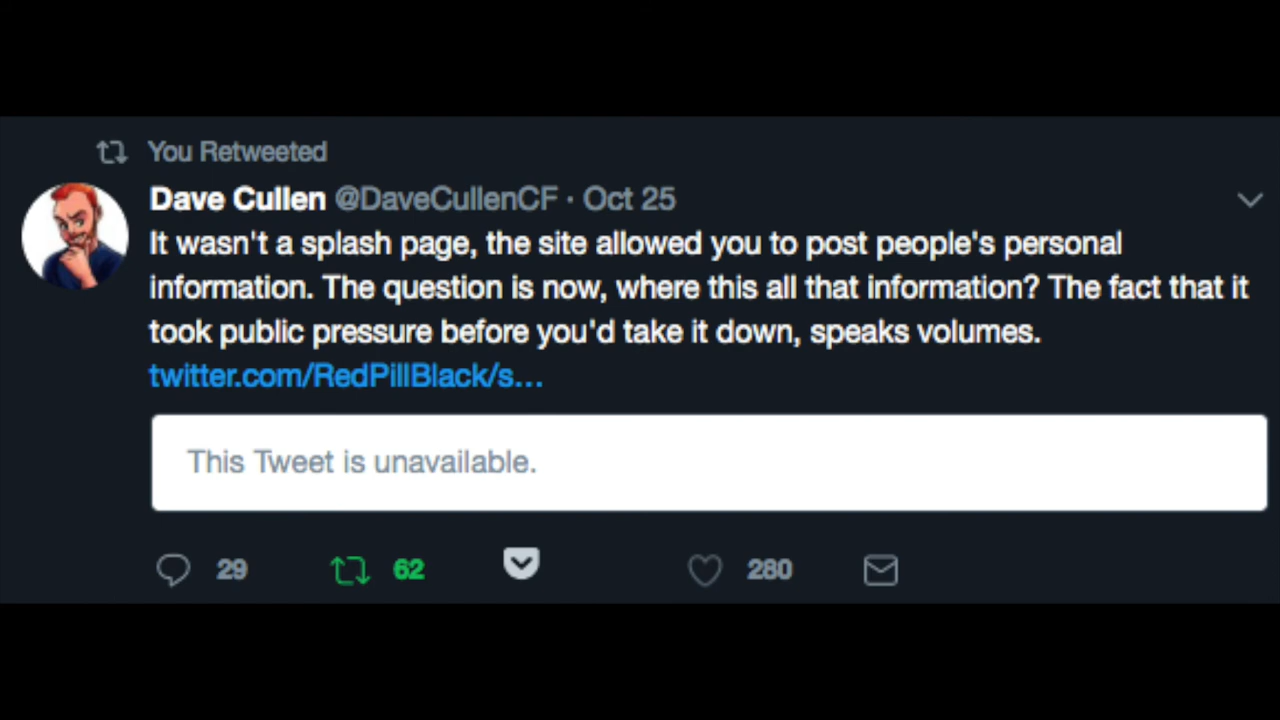 You Retweeted
Dave Cullen @DaveCullenCF · Oct 25
It wasn't a splash page, the site allowed you to post people's personal
information. The question is now, where this all that information? The fact that it
took public pressure before you'd take it down, speaks volumes.
twitter.com/RedPillBlack/s...
This Tweet is unavailable.
29 62 280